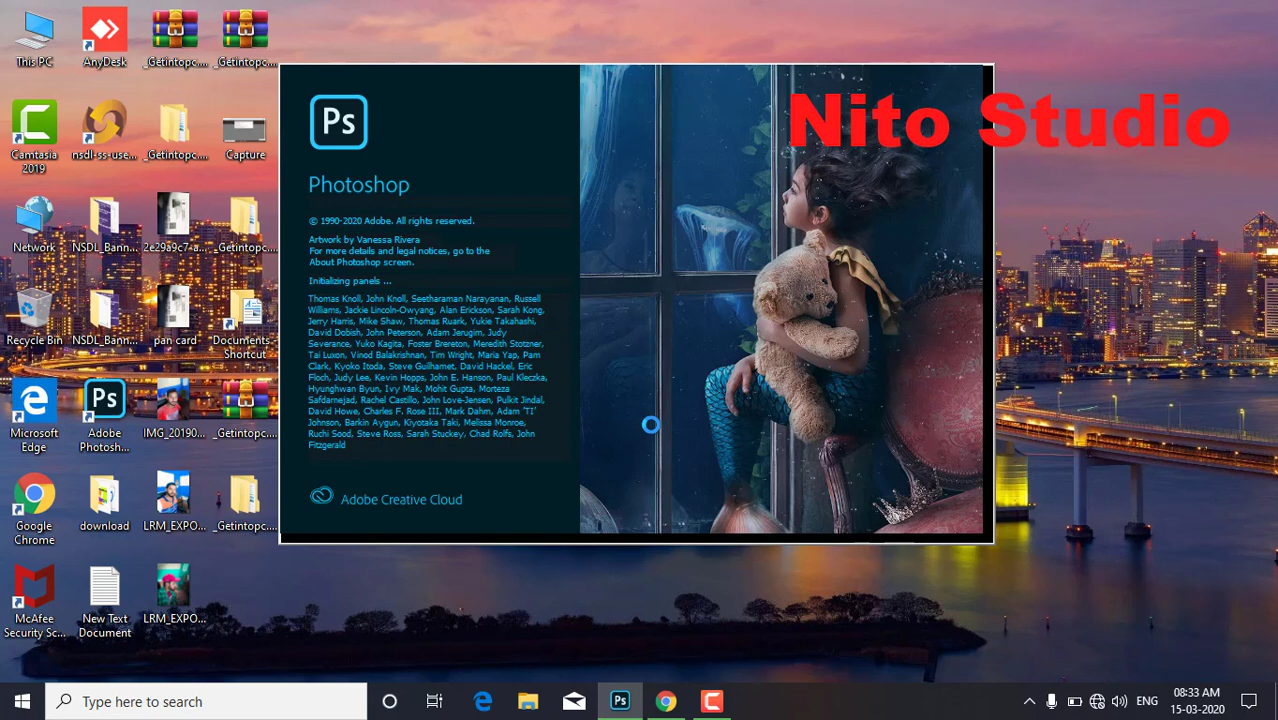 This PC
AnyDesk
_Getintopc....
_Getintopc....
Camtasia
2019
nsdl-ss-use...
_Getintopc....
Capture
Network
NSDL_Bann...
2e29a9c7-a...
_Getintopc....
Recycle Bin
NSDL_Bann...
pan card
Documents -
Shortcut
Microsoft
Edge
Ps
Adobe
Photosh...
IMG_20190...
_Getintopc....
Google
Chrome
download
LRM_EXPO...
_Getintopc....
McAfee
Security Sc...
New Text
Document
LRM_EXPO...
Ps
Photoshop
© 1990-2020 Adobe. All rights reserved.
Artwork by Vanessa Rivera
For more details and legal notices, go to the
About Photoshop screen.
Initializing panels ...
Thomas Knoll, John Knoll, Seetharaman Narayanan, Russell
Williams, Jackie Lincoln-Owyang, Alan Erickson, Sarah Kong,
Jerry Harris, Mike Shaw, Thomas Ruark, Yukie Takahashi,
David Dobish, John Peterson, Adam Jerugim, Judy
Severance, Yuko Kagita, Foster Brereton, Meredith Stotzner,
Tai Luxon, Vinod Balakrishnan, Tim Wright, Maria Yap, Pam
Clark, Kyoko Itoda, Steve Guilhamet, David Hackel, Eric
Floch, Judy Lee, Kevin Hopps, John E. Hanson, Paul Kleczka,
Hyunghwan Byun, Ivy Mak, Mohit Gupta, Morteza
Safdarnejad, Rachel Castillo, John Love-Jensen, Pulkit Jindal,
David Howe, Charles F. Rose III, Mark Dahm, Adam 'TJ'
Johnson, Barkin Aygun, Kiyotaka Taki, Melissa Monroe,
Ruchi Sood, Steve Ross, Sarah Stuckey, Chad Rolfs, John
Fitzgerald
Adobe Creative Cloud
Nito Studio
Type here to search
Ps
ENG
08:33 AM
15-03-2020